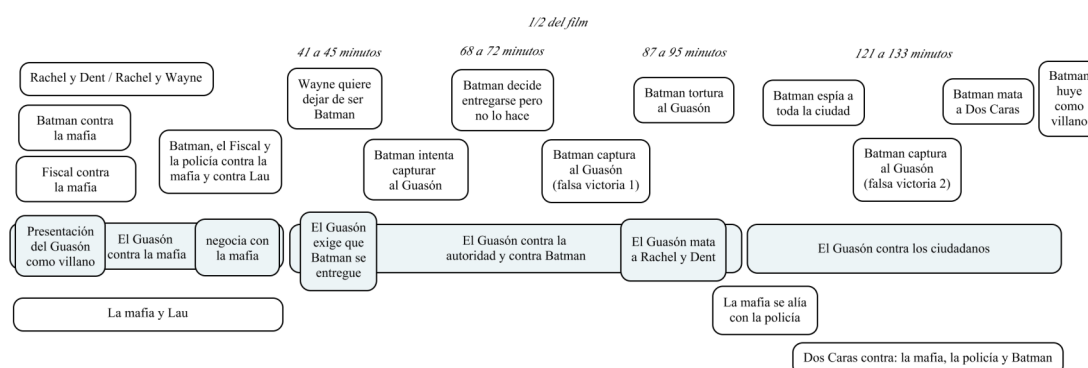 1/2 del film
41 a 45 minutos
68 a 72 minutos
87 a 95 minutos
121 a 133 minutos
Rachel y Dent / Rachel y Wayne
Batman contra
la mafia
Fiscal contra
la mafia
Batman, el Fiscal y
la policía contra la
mafia y contra Lau
Wayne quiere
dejar de ser
Batman
Batman intenta
capturar
al Guasón
Batman decide
entregarse pero
no lo hace
Batman captura
al Guasón
(falsa victoria 1)
Batman tortura
al Guasón
Batman espía a
toda la ciudad
Batman captura
al Guasón
(falsa victoria 2)
Batman mata
a Dos Caras
Batman
huye
como
villano
Presentación
del Guasón
como villano
El Guasón
contra la mafia
negocia con
la mafia
El Guasón
exige que
Batman se
entregue
El Guasón contra la
autoridad y contra Batman
El Guasón mata
a Rachel y Dent
El Guasón contra los ciudadanos
La mafia y Lau
La mafia se alía
con la policía
Dos Caras contra: la mafia, la policía y Batman